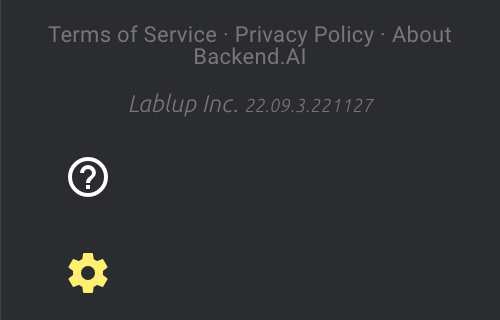 Terms of Service · Privacy Policy · About
Backend.AI
Lablup Inc. 22.09.3.221127
?